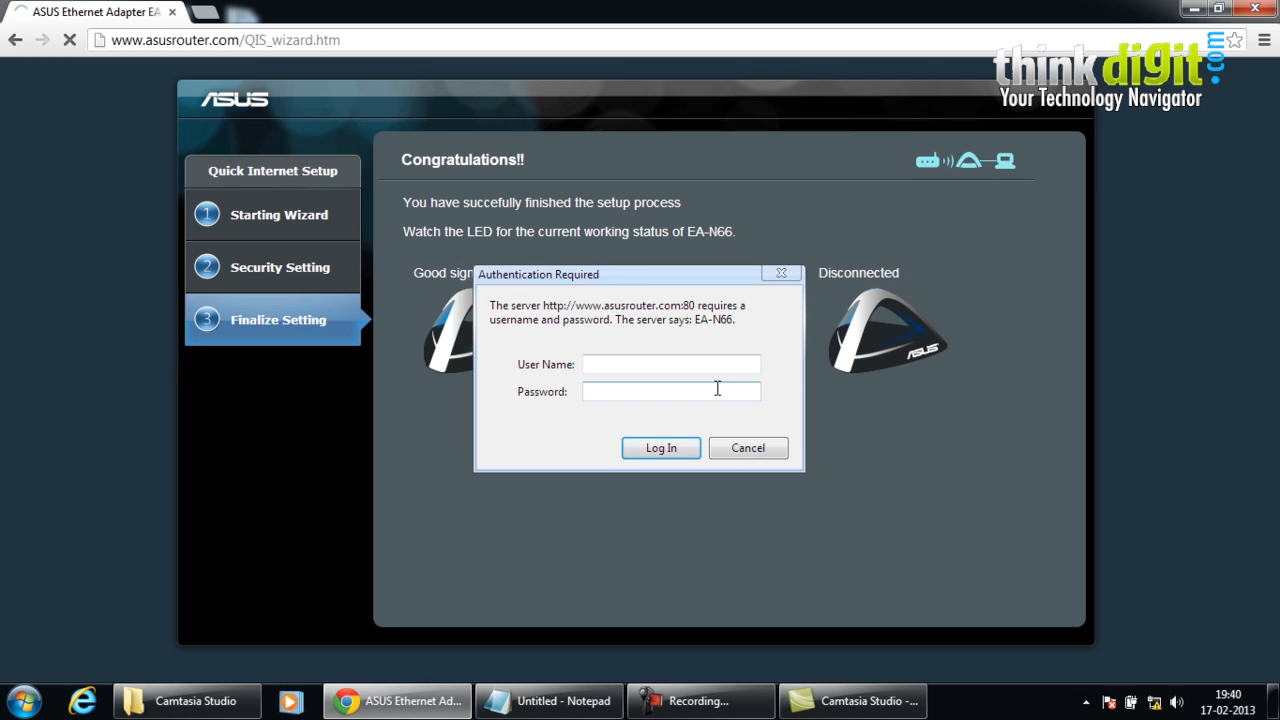 ASUS Ethernet Adapter EA
www.asusrouter.com/QIS_wizard.htm
thinkdigit.com
Your Technology Navigator
ASUS
Quick Internet Setup
1 Starting Wizard
2 Security Setting
3 Finalize Setting
Congratulations!!
You have succefully finished the setup process
Watch the LED for the current working status of EA-N66.
Good sign
Disconnected
ASUS
Authentication Required
The server http://www.asusrouter.com:80 requires a
username and password. The server says: EA-N66.
User Name:
Password:
Log In
Cancel
Camtasia Studio
ASUS Ethernet Ad...
Untitled - Notepad
Recording...
Camtasia Studio -...
19:40
17-02-2013